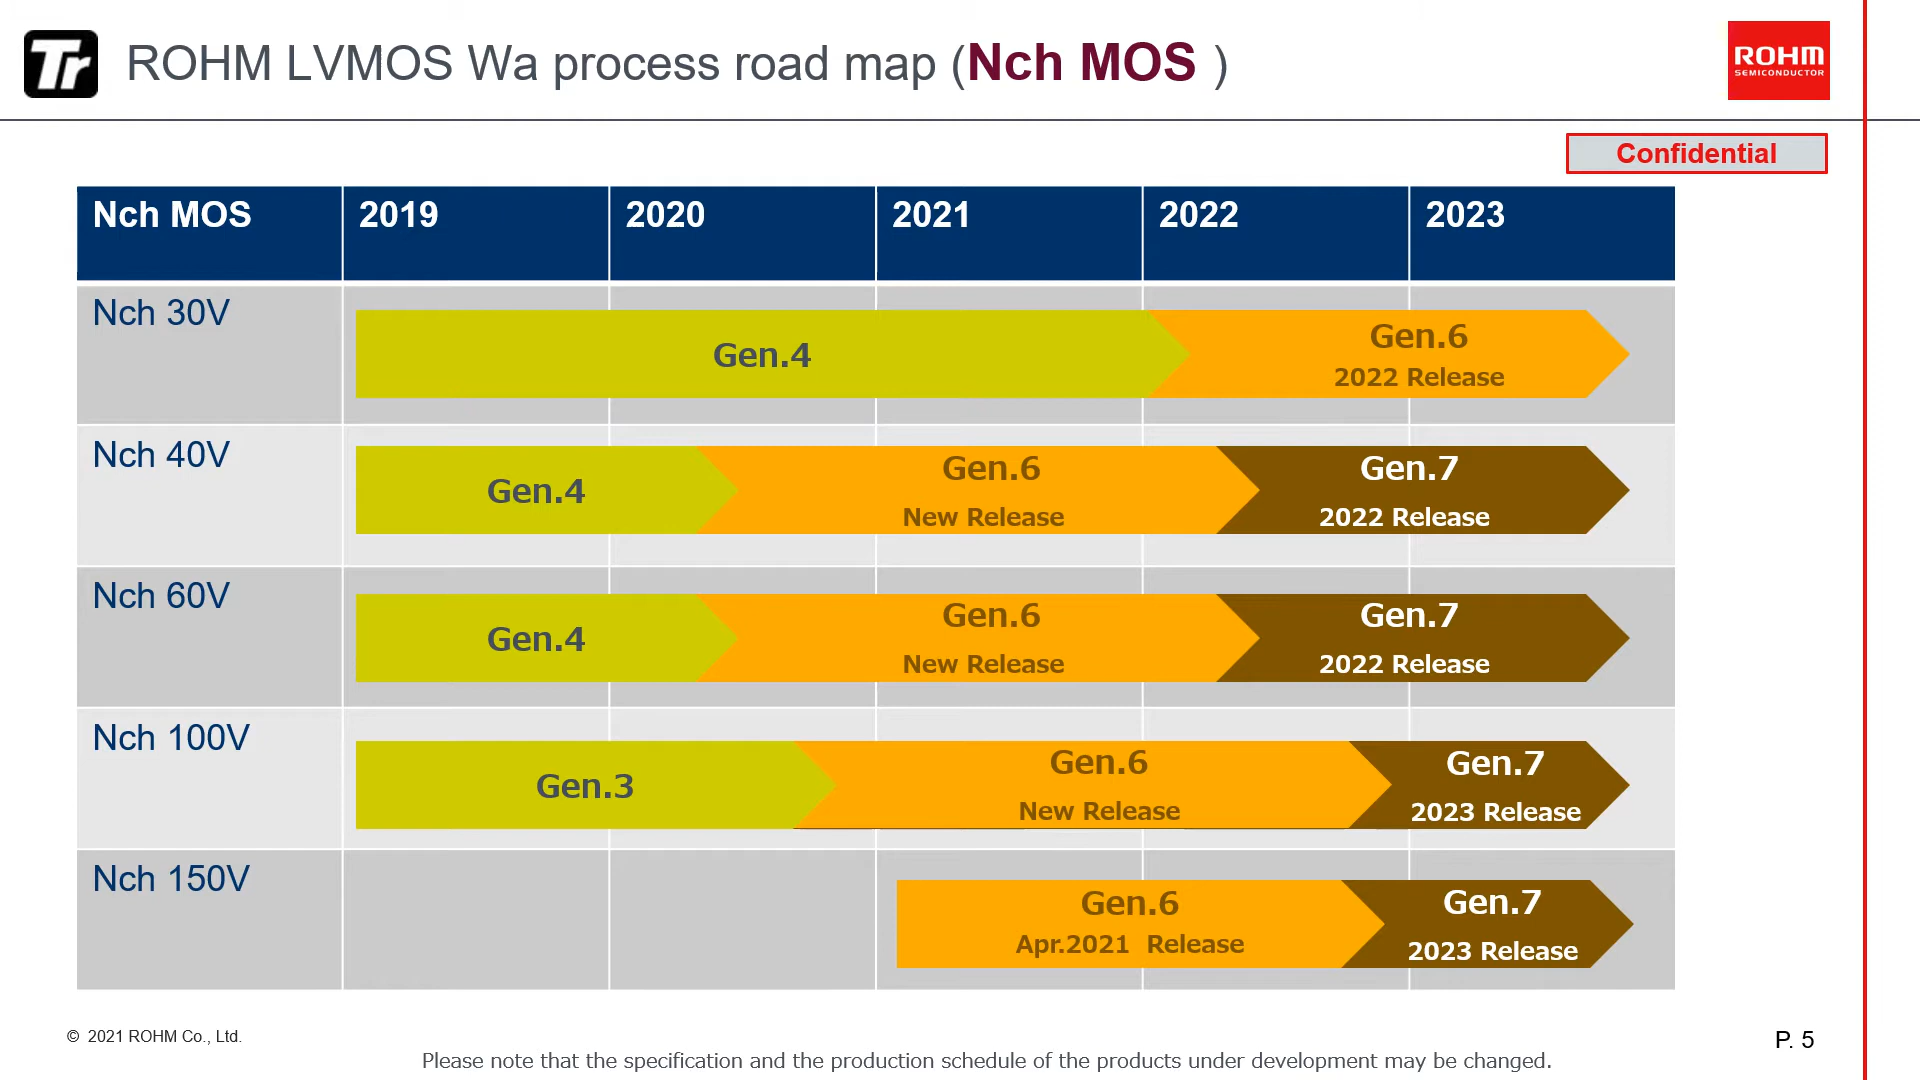 Tr
ROHM LVMOS Wa process road map (Nch MOS )
ROHM
SEMICONDUCTOR
Confidential
Nch MOS 2019 2020 2021 2022 2023
Nch 30V
Gen.4
Gen.6
2022 Release
Nch 40V
Gen.4
Gen.6
New Release
Gen.7
2022 Release
Nch 60V
Gen.4
Gen.6
New Release
Gen.7
2022 Release
Nch 100V
Gen.3
Gen.6
New Release
Gen.7
2023 Release
Nch 150V
Gen.6
Apr.2021 Release
Gen.7
2023 Release
© 2021 ROHM Co., Ltd.
P. 5
Please note that the specification and the production schedule of the products under development may be changed.